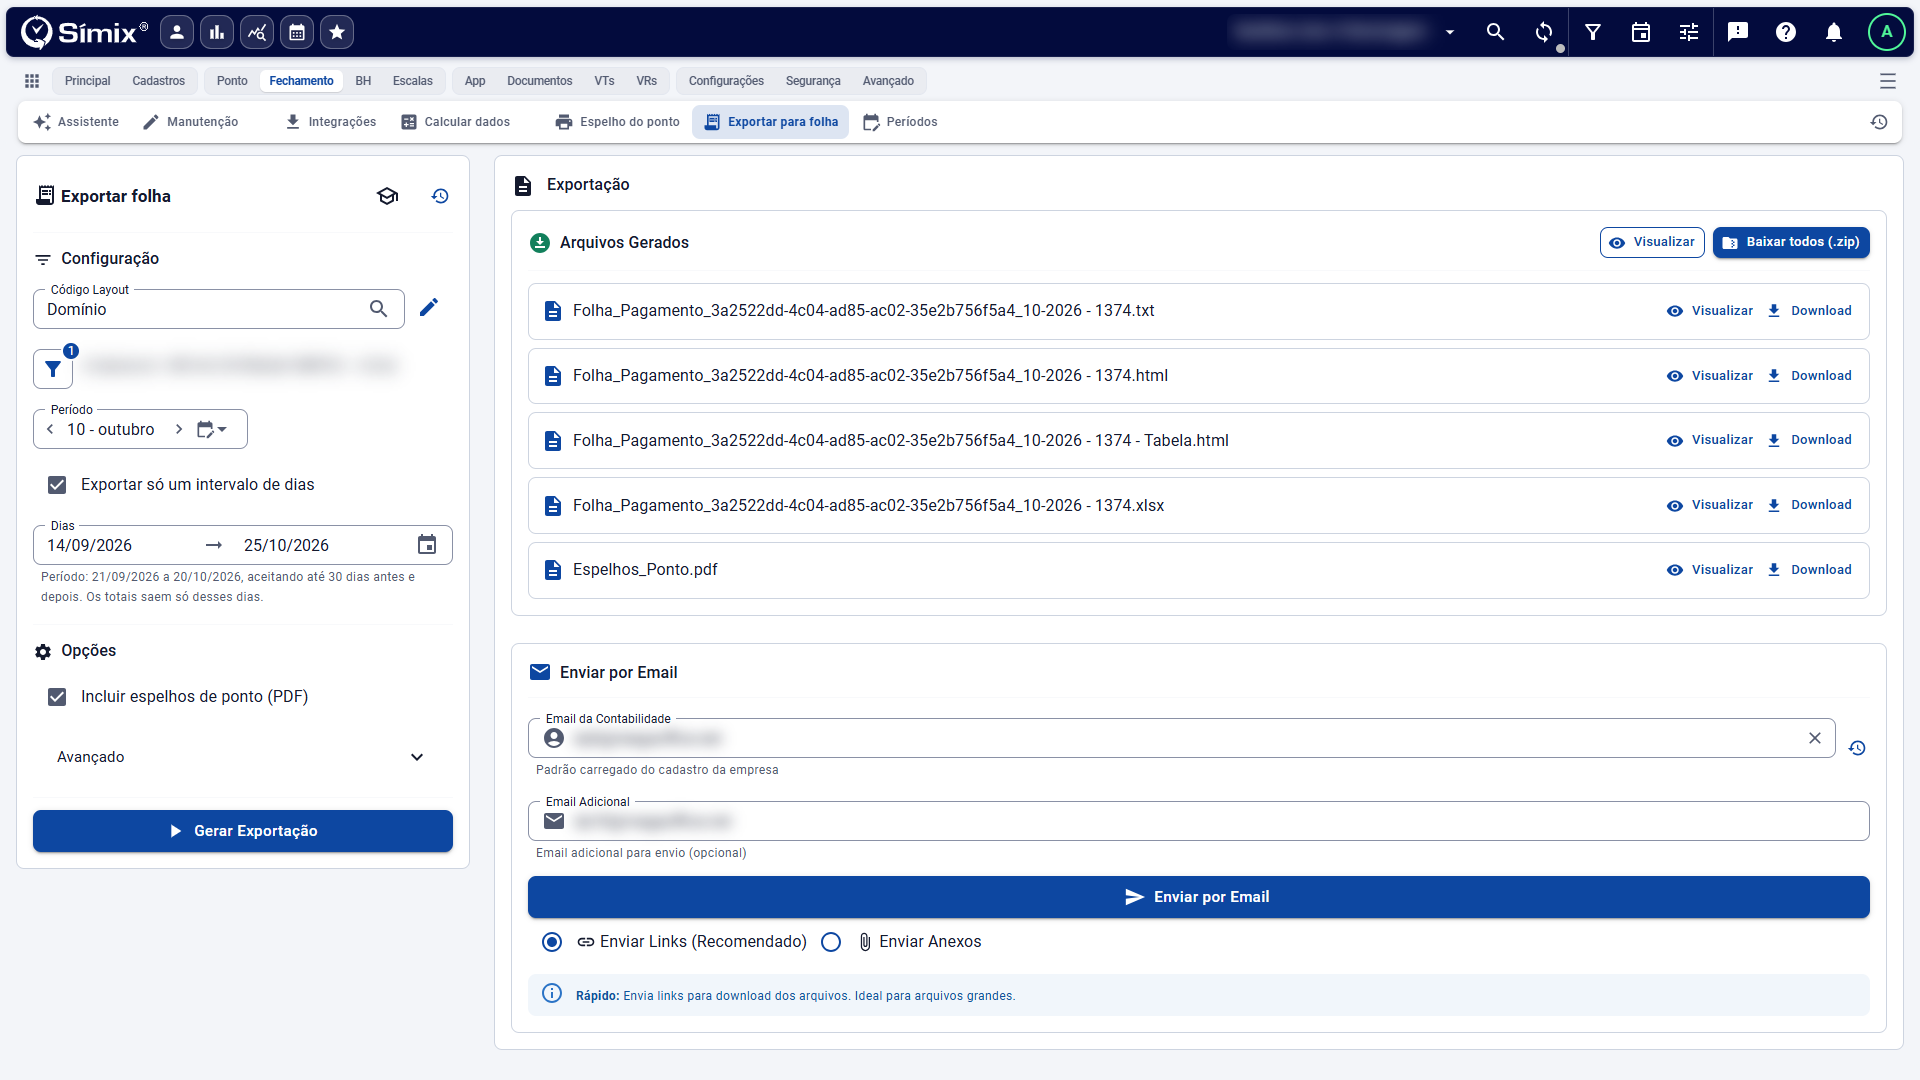 Símix®
Principal Cadastros Ponto Fechamento BH Escalas App Documentos VTs VRs Configurações Segurança Avançado
Assistente Manutenção Integrações Calcular dados Espelho do ponto Exportar para folha Períodos
A
Exportar folha
Configuração
Código Layout
Domínio
1
Período
10 - outubro
Exportar só um intervalo de dias
Dias
14/09/2026 → 25/10/2026
Período: 21/09/2026 a 20/10/2026, aceitando até 30 dias antes e
depois. Os totais saem só desses dias.
Opções
Incluir espelhos de ponto (PDF)
Avançado
Gerar Exportação
Exportação
Arquivos Gerados Visualizar Baixar todos (.zip)
Folha_Pagamento_3a2522dd-4c04-ad85-ac02-35e2b756f5a4_10-2026 - 1374.txt Visualizar Download
Folha_Pagamento_3a2522dd-4c04-ad85-ac02-35e2b756f5a4_10-2026 - 1374.html Visualizar Download
Folha_Pagamento_3a2522dd-4c04-ad85-ac02-35e2b756f5a4_10-2026 - 1374 - Tabela.html Visualizar Download
Folha_Pagamento_3a2522dd-4c04-ad85-ac02-35e2b756f5a4_10-2026 - 1374.xlsx Visualizar Download
Espelhos_Ponto.pdf Visualizar Download
Enviar por Email
Email da Contabilidade
Padrão carregado do cadastro da empresa
Email Adicional
Email adicional para envio (opcional)
Enviar por Email
Enviar Links (Recomendado) Enviar Anexos
Rápido: Envia links para download dos arquivos. Ideal para arquivos grandes.